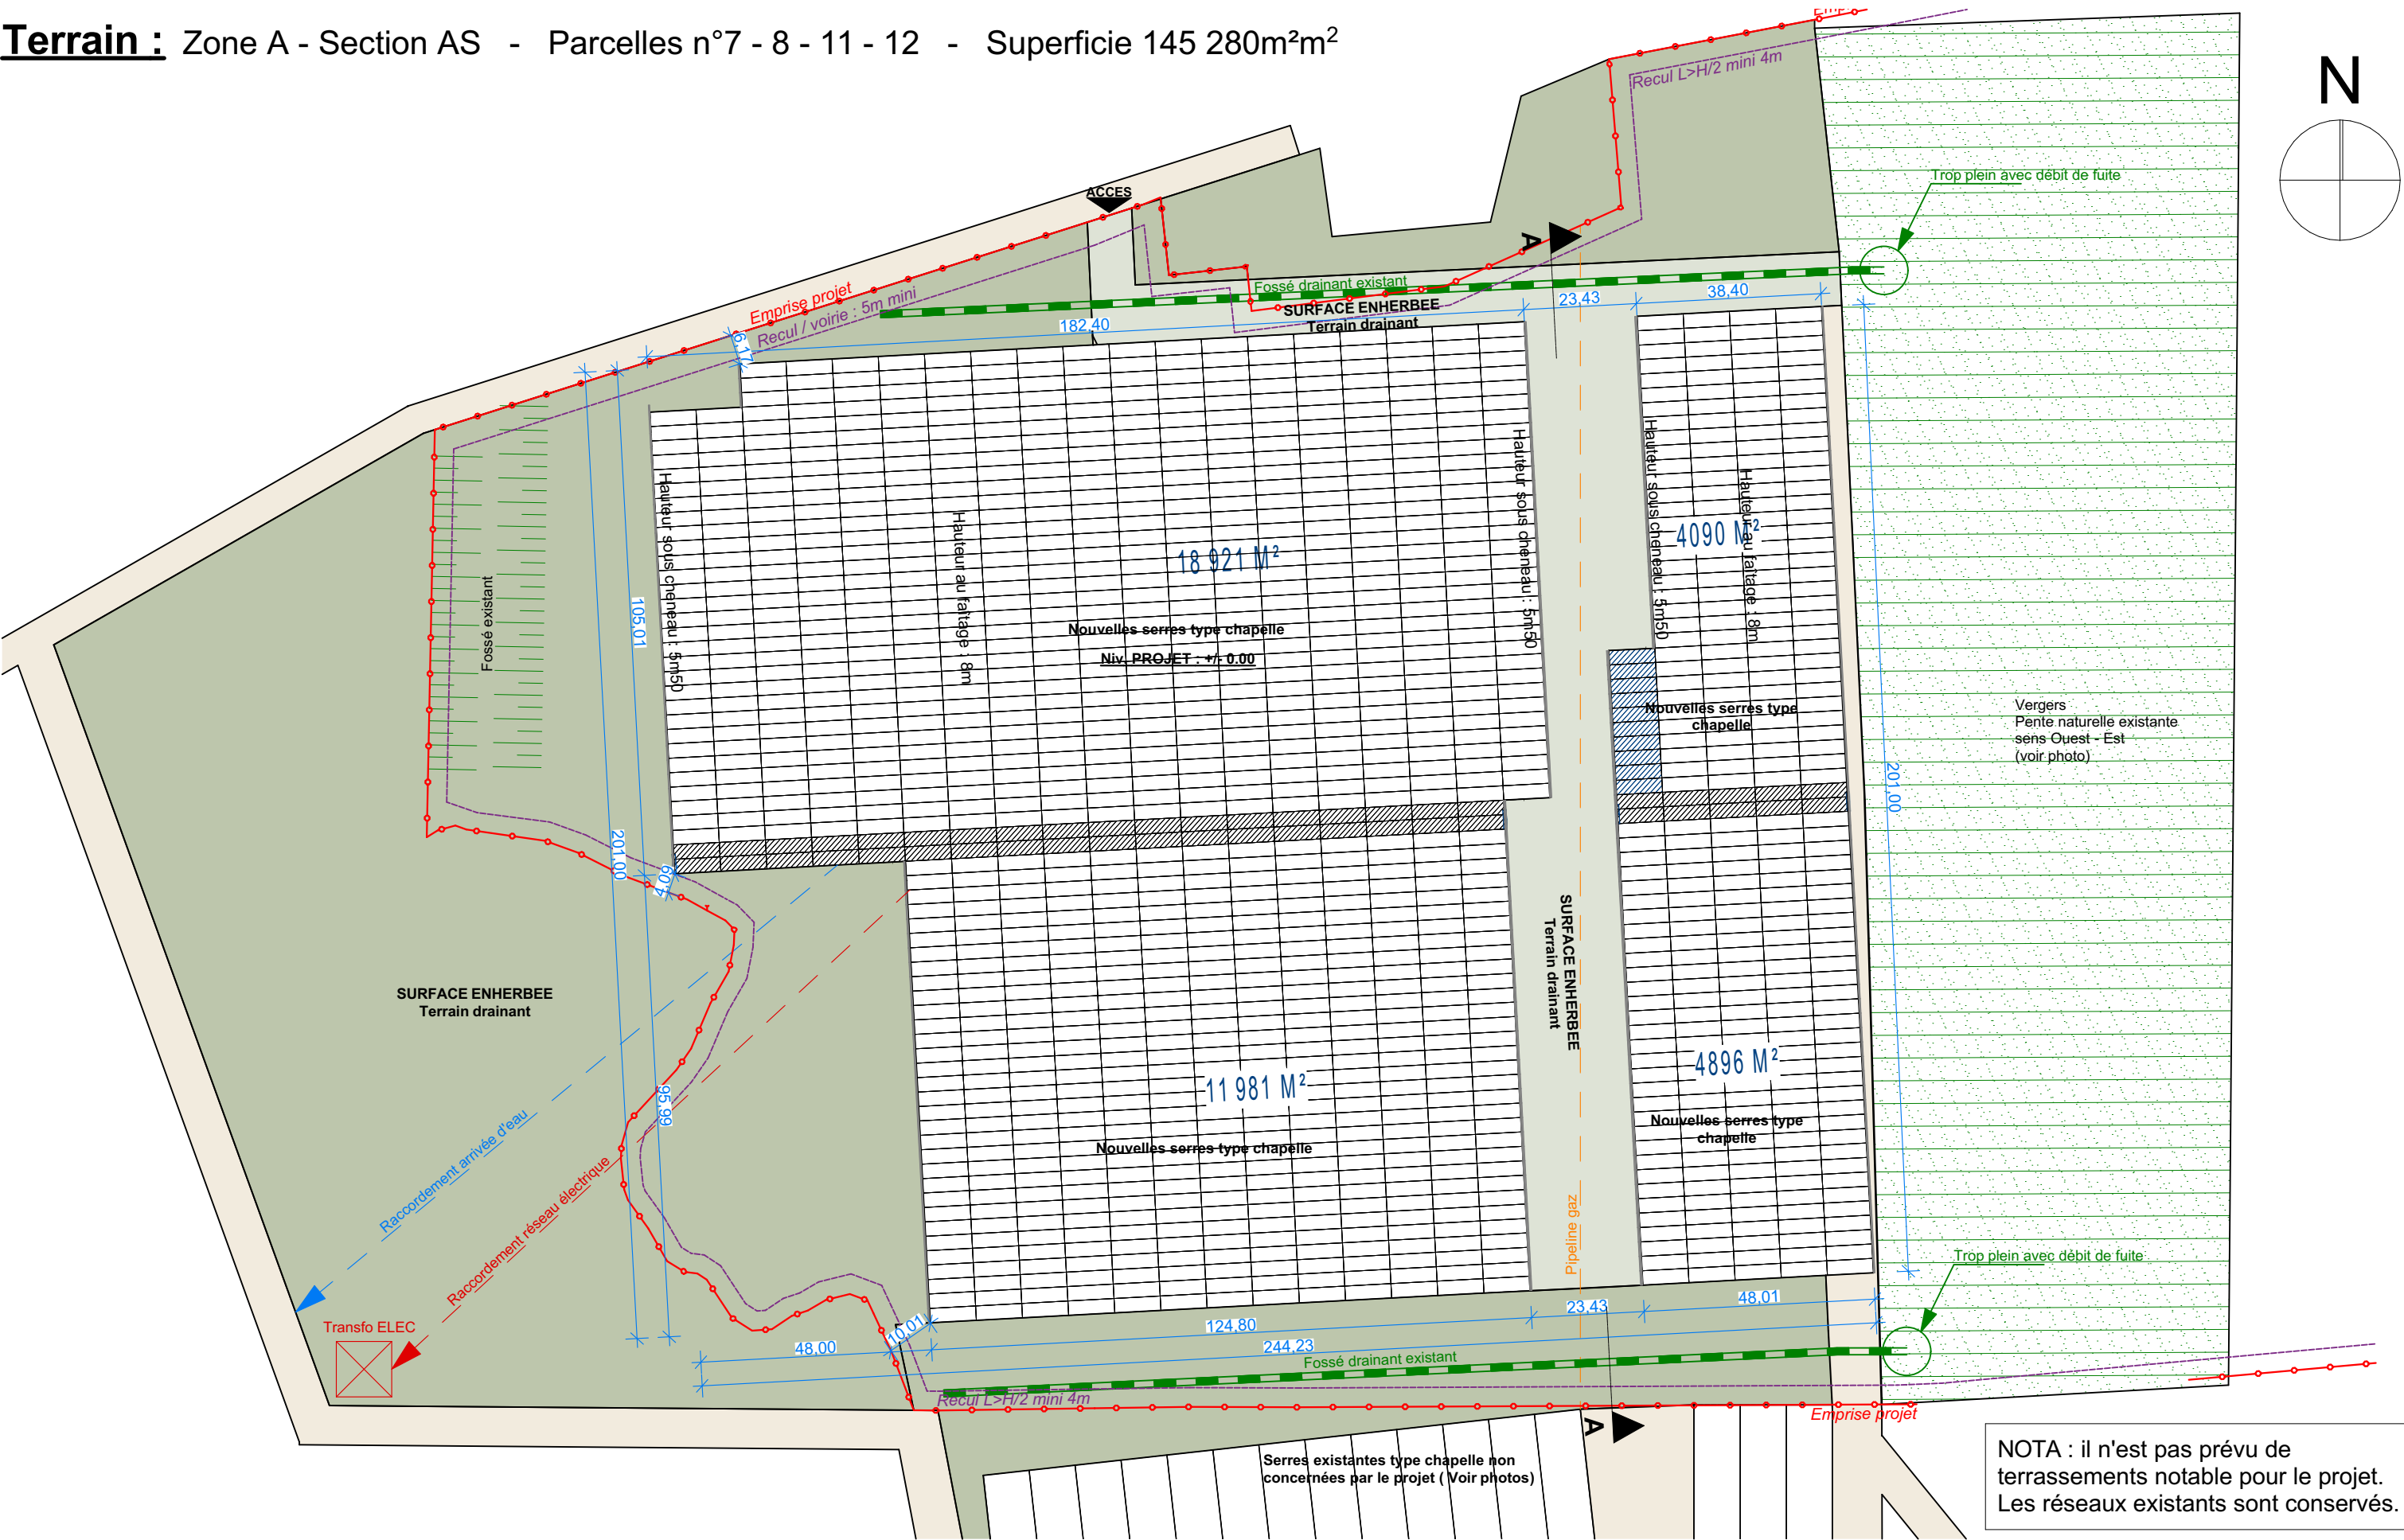 Terrain : Zone A - Section AS - Parcelles n°7 - 8 - 11 - 12 - Superficie 145 280m²m²
N
Recul L>H/2 mini 4m
Trop plein avec débit de fuite
ACCES
A
Emprise projet
Recul / voirie : 5m mini
Fossé drainant existant
SURFACE ENHERBEE
Terrain drainant
23,43
38,40
182,40
6,17
Hauteur sous cheneau : 5m50
Hauteur au faîtage : 8m
Hauteur sous cheneau : 5m50
Hauteur sous cheneau : 5m50
Hauteur au faîtage : 8m
18 921 M²
4090 M²
105,01
Fossé existant
Nouvelles serres type chapelle
Niv. PROJET : +/- 0.00
Nouvelles serres type
chapelle
Vergers
Pente naturelle existante
sens Ouest - Est
(voir photo)
201,00
201,00
4,09
SURFACE ENHERBEE
Terrain drainant
SURFACE ENHERBEE
Terrain drainant
95,99
11 981 M²
4896 M²
Nouvelles serres type chapelle
Nouvelles serres type
chapelle
Raccordement arrivée d'eau
Raccordement réseau électrique
Pipeline gaz
Trop plein avec débit de fuite
Transfo ELEC
10,01
48,00
124,80
23,43
48,01
244,23
Fossé drainant existant
Recul L>H/2 mini 4m
Emprise projet
A
Serres existantes type chapelle non
concernées par le projet ( Voir photos)
NOTA : il n'est pas prévu de
terrassements notable pour le projet.
Les réseaux existants sont conservés.